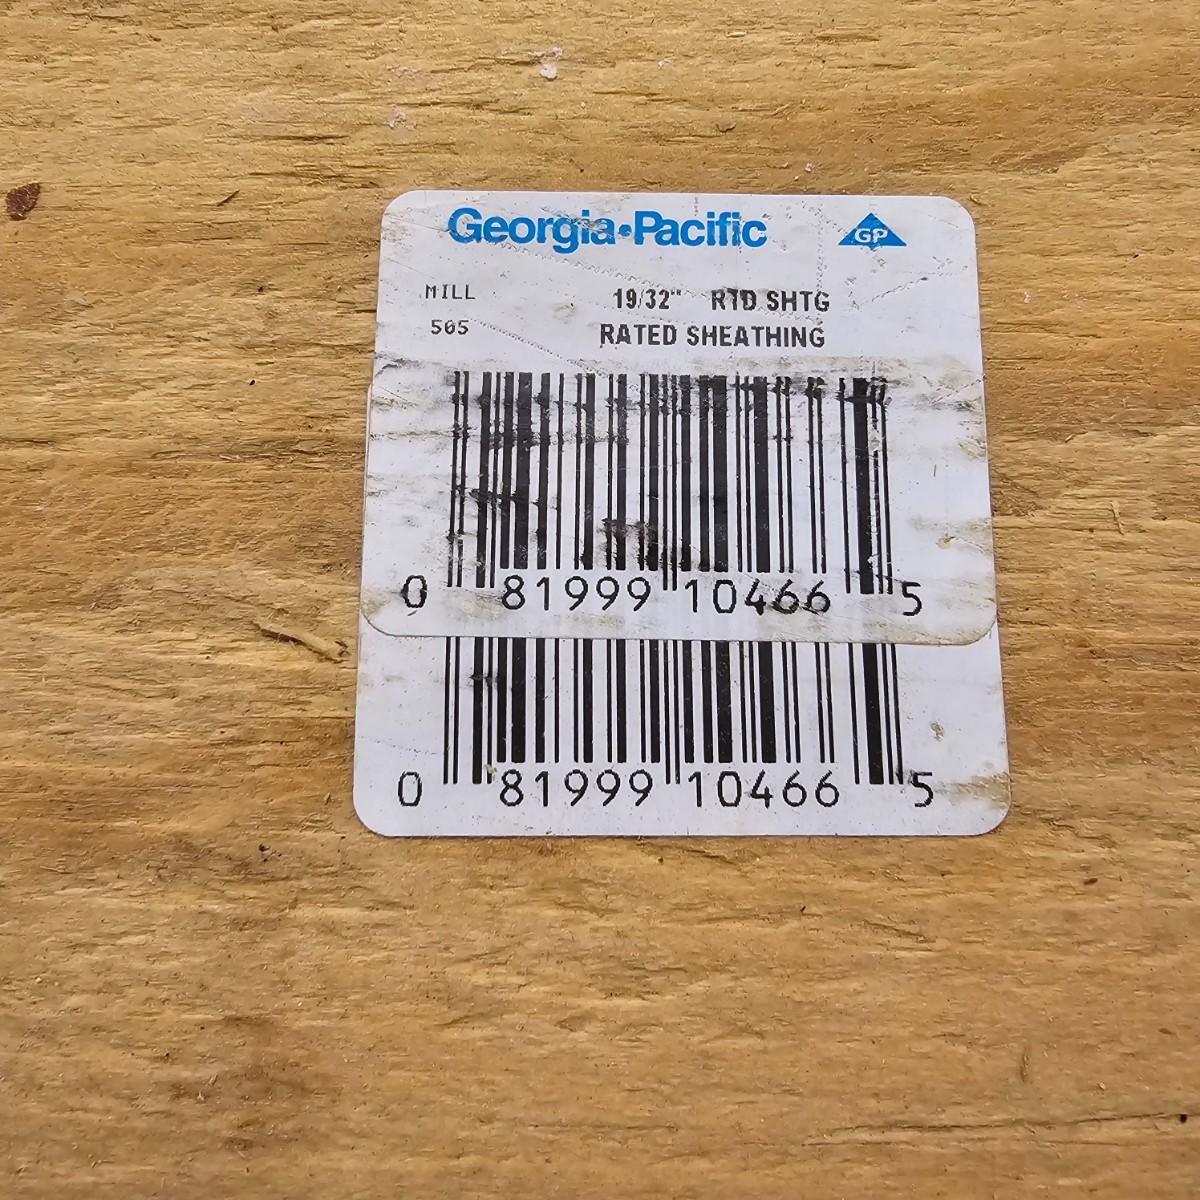 Georgia•Pacific GP
MILL 19/32" RTD SHTG
505 RATED SHEATHING
0 81999 10466 5
0 81999 10466 5